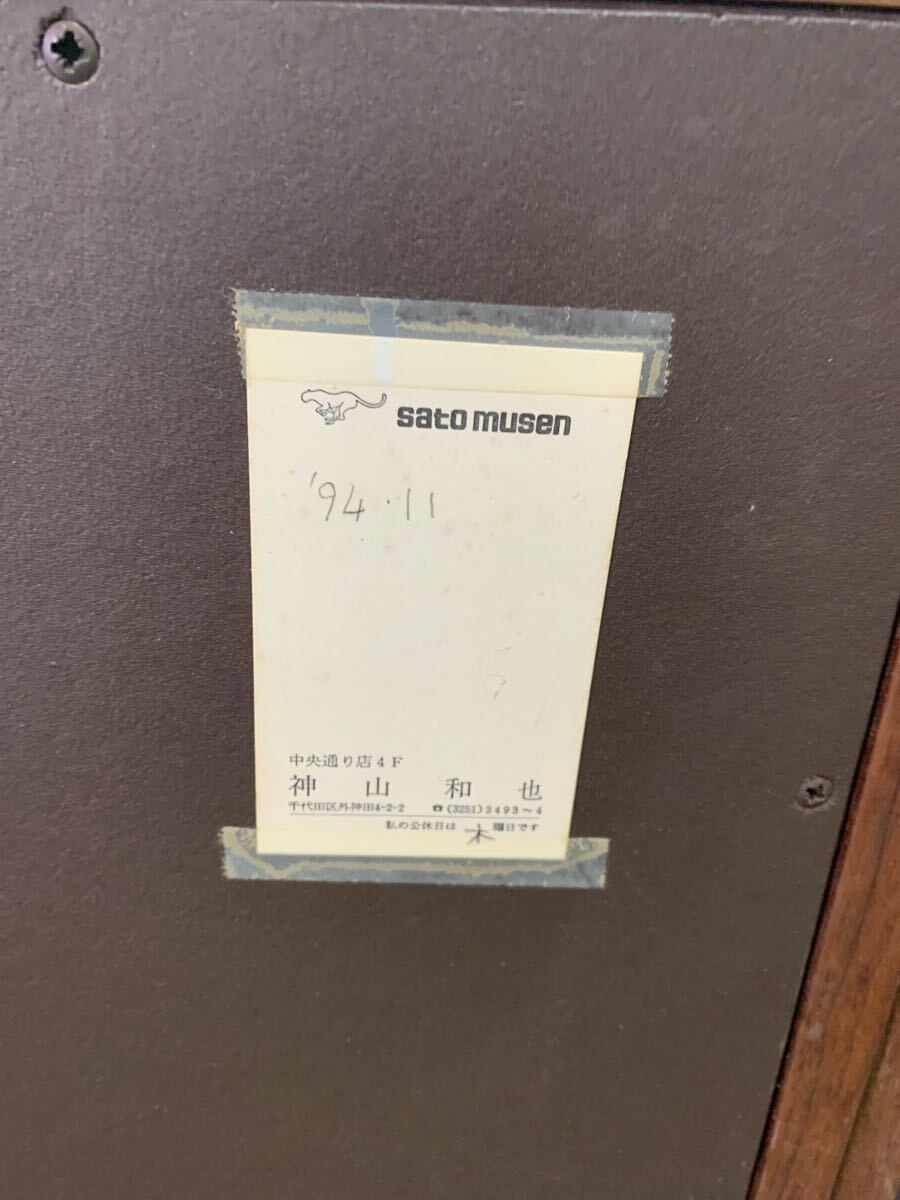 sato musen
'94.11
中央通り店4F
神山和也
千代田区外神田4-2-2 ☎(3251)3493〜4
私の公休日は木曜日です